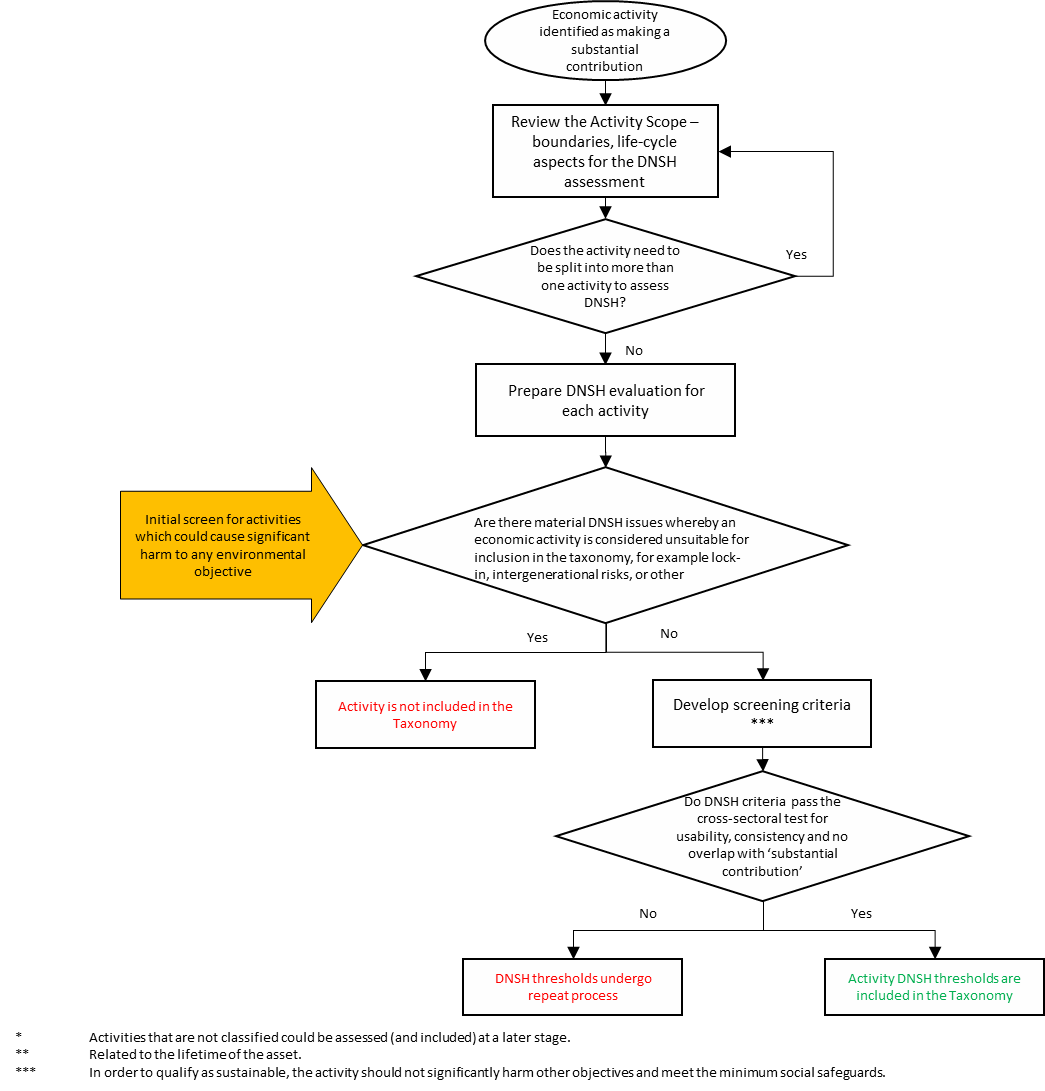 Economic activity
identified as making a
substantial
contribution
Review the Activity Scope –
boundaries, life-cycle
aspects for the DNSH
assessment
Does the activity need to
be split into more than
one activity to assess
DNSH?
Yes
No
Prepare DNSH evaluation for
each activity
Initial screen for activities
which could cause significant
harm to any environmental
objective
Are there material DNSH issues whereby an
economic activity is considered unsuitable for
inclusion in the taxonomy, for example lock-
in, intergenerational risks, or other
Yes
No
Activity is not included in the
Taxonomy
Develop screening criteria
***
Do DNSH criteria pass the
cross-sectoral test for
usability, consistency and no
overlap with ‘substantial
contribution’
No
Yes
DNSH thresholds undergo
repeat process
Activity DNSH thresholds are
included in the Taxonomy
* Activities that are not classified could be assessed (and included) at a later stage.
** Related to the lifetime of the asset.
*** In order to qualify as sustainable, the activity should not significantly harm other objectives and meet the minimum social safeguards.